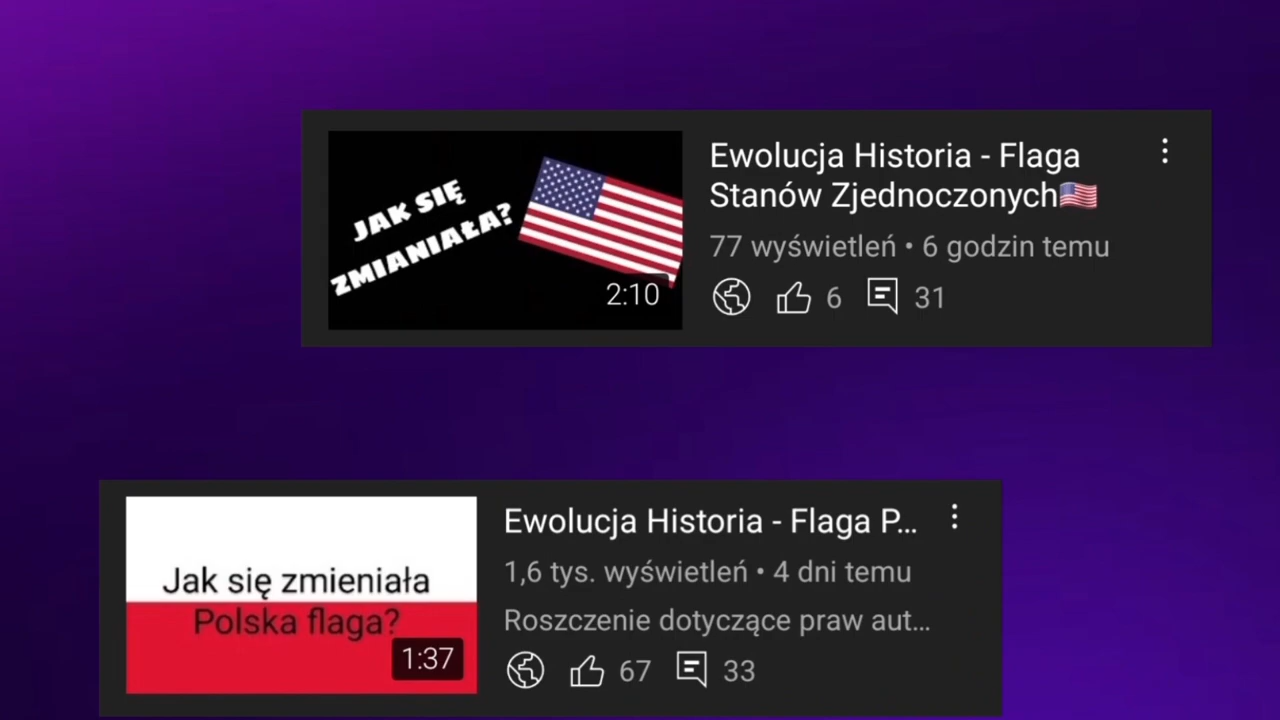 JAK SIĘ
ZMIANIAŁA?
2:10
Ewolucja Historia - Flaga
Stanów Zjednoczonych🇺🇸
77 wyświetleń • 6 godzin temu
6 31
Jak się zmieniała
Polska flaga?
1:37
Ewolucja Historia - Flaga P...
1,6 tys. wyświetleń • 4 dni temu
Roszczenie dotyczące praw aut...
67 33